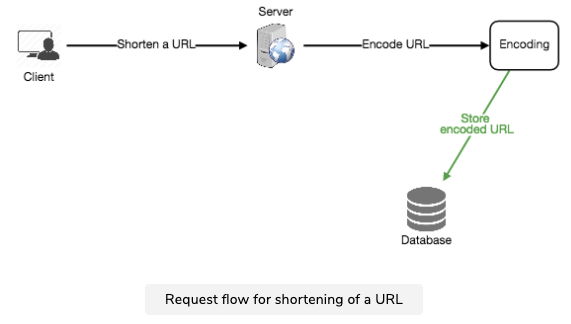 Server
Shorten a URL
Encode URL
Encoding
Client
Store
encoded URL
Database
Request flow for shortening of a URL